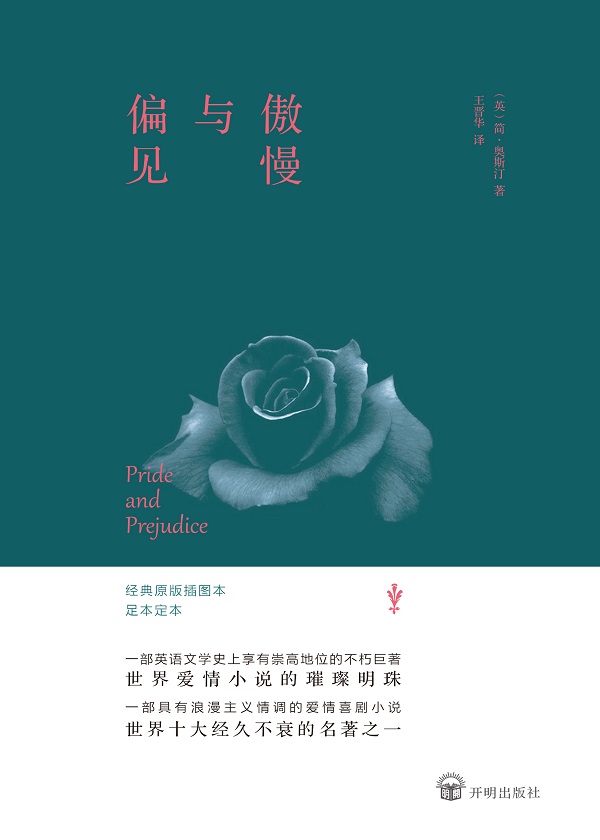 傲慢
与
偏见
（英）简·奥斯汀 著
王晋华 译
Pride
and
Prejudice
经典原版插图本
足本定本
一部英语文学史上享有崇高地位的不朽巨著
世界爱情小说的璀璨明珠
一部具有浪漫主义情调的爱情喜剧小说
世界十大经久不衰的名著之一
开明出版社